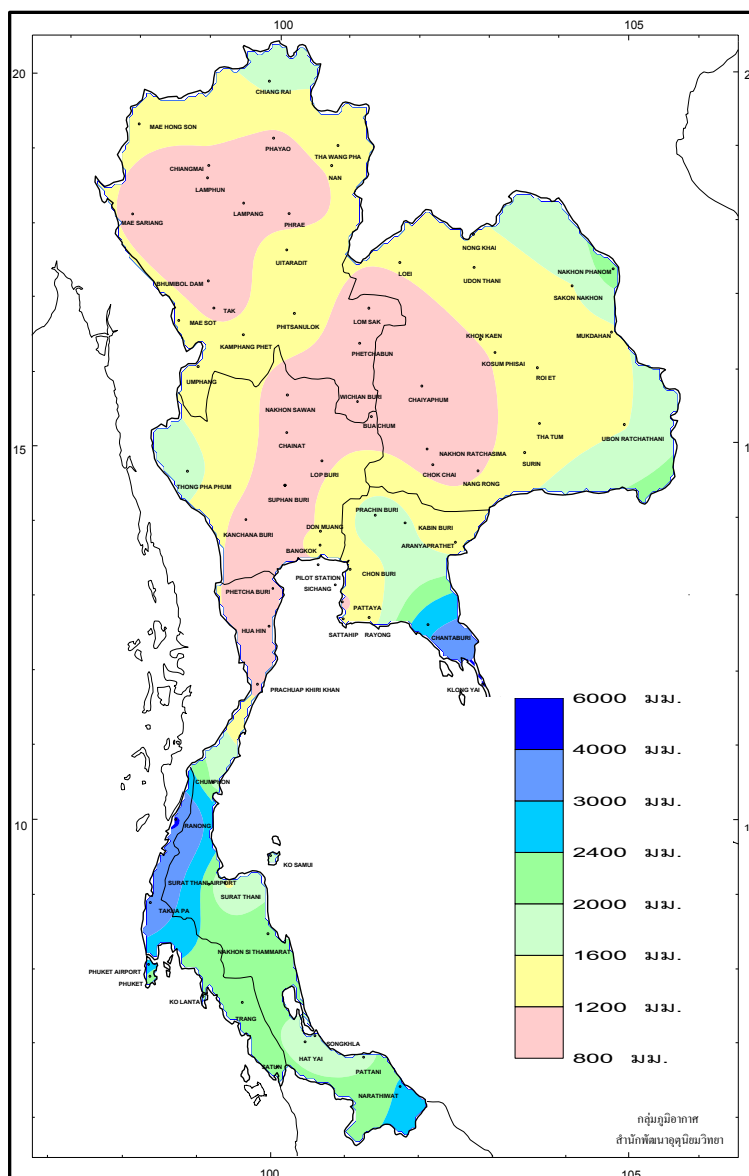 100 105
20 2
CHIANG RAI
MAE HONG SON
PHAYAO
THA WANG PHA
CHIANGMAI
NAN
LAMPHUN
LAMPANG
MAE SARIANG
PHRAE
NONG KHAI
UITARADIT
LOEI
NAKHON PHANOM
UDON THANI
BHUMIBOL DAM
SAKON NAKHON
TAK
MAE SOT
LOM SAK
PHITSANULOK
KHON KAEN
MUKDAHAN
KAMPHANG PHET
PHETCHABUN
KOSUM PHISAI
ROI ET
UMPHANG
WICHIAN BURI
CHAIYAPHUM
NAKHON SAWAN
BUA CHUM
15 1
CHAINAT
THA TUM
UBON RATCHATHANI
NAKHON RATCHASIMA
SURIN
LOP BURI
CHOK CHAI
THONG PHA PHUM
NANG RONG
SUPHAN BURI
PRACHIN BURI
DON MUANG
KABIN BURI
KANCHANA BURI
ARANYAPRATHET
BANGKOK
CHON BURI
PILOT STATION
PHETCHA BURI
SICHANG
PATTAYA
HUA HIN
SATTAHIP RAYONG
CHANTABURI
PRACHUAP KHIRI KHAN
KLONG YAI
6000 มม.
4000 มม.
CHUMPHON
3000 มม.
10 1
RANONG
2400 มม.
KO SAMUI
SURAT THANI AIRPORT
SURAT THANI
2000 มม.
TAKUA PA
NAKHON SI THAMMARAT
1600 มม.
PHUKET AIRPORT
PHUKET
KO LANTA
1200 มม.
TRANG
SONGKHLA
HAT YAI
800 มม.
SATUN
PATTANI
NARATHIWAT
กลุ่มภูมิอากาศ
สำนักพัฒนาอุตุนิยมวิทยา
100 105